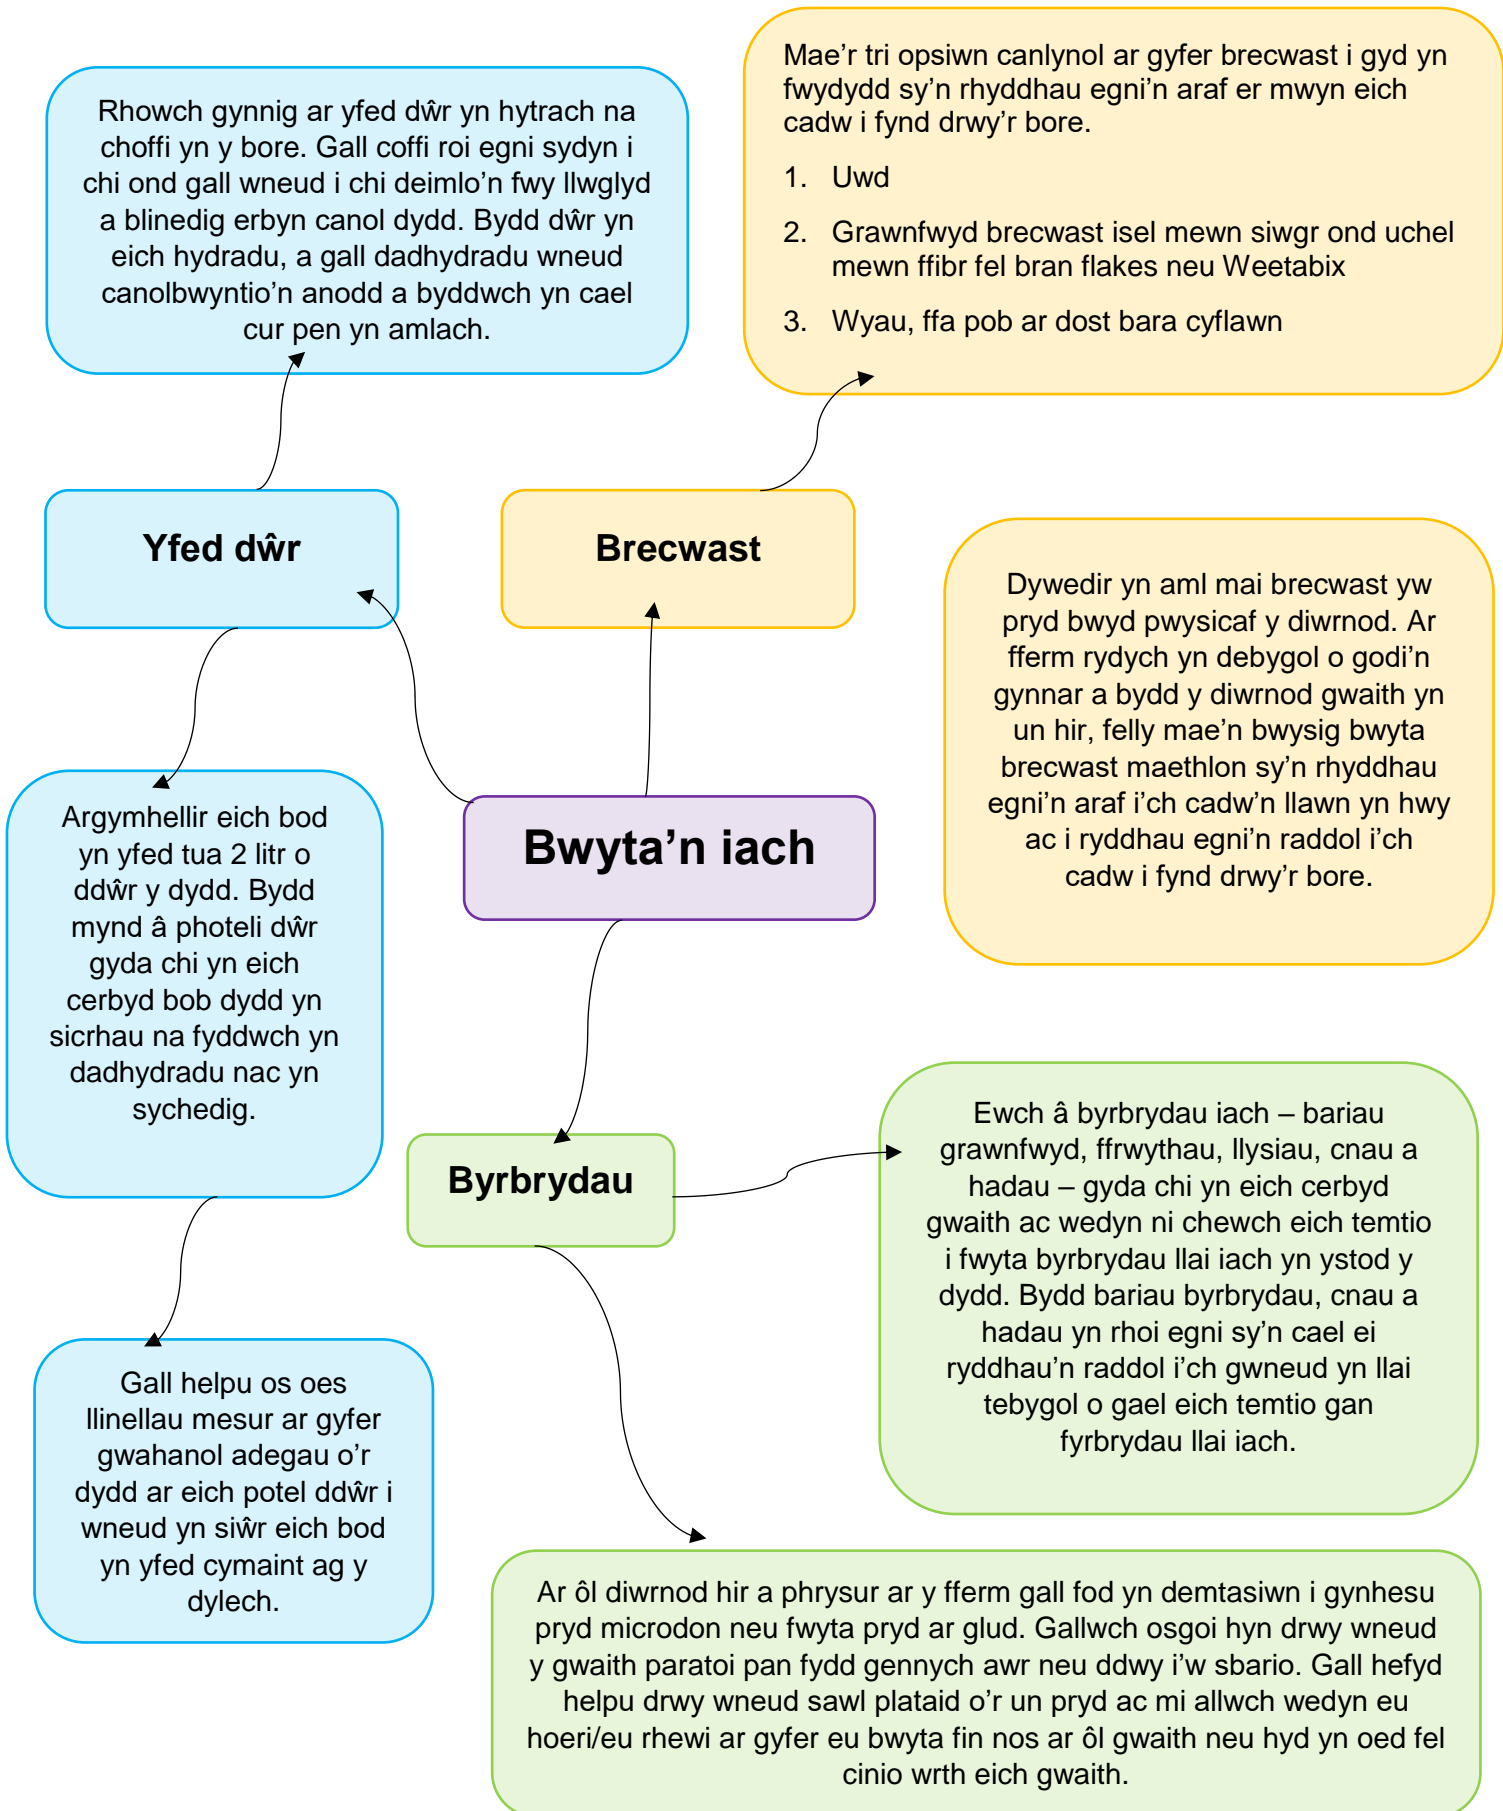 Mae'r tri opsiwn canlynol ar gyfer brecwast i gyd yn
fwydydd sy'n rhyddhau egni'n araf er mwyn eich
cadw i fynd drwy'r bore.
1. Uwd
2. Grawnfwyd brecwast isel mewn siwgr ond uchel
mewn ffibr fel bran flakes neu Weetabix
3. Wyau, ffa pob ar dost bara cyflawn
Rhowch gynnig ar yfed dŵr yn hytrach na
choffi yn y bore. Gall coffi roi egni sydyn i
chi ond gall wneud i chi deimlo'n fwy llwglyd
a blinedig erbyn canol dydd. Bydd dŵr yn
eich hydradu, a gall dadhydradu wneud
canolbwyntio'n anodd a byddwch yn cael
cur pen yn amlach.
Yfed dŵr
Brecwast
Dywedir yn aml mai brecwast yw
pryd bwyd pwysicaf y diwrnod. Ar
fferm rydych yn debygol o godi'n
gynnar a bydd y diwrnod gwaith yn
un hir, felly mae'n bwysig bwyta
brecwast maethlon sy'n rhyddhau
egni'n araf i'ch cadw'n llawn yn hwy
ac i ryddhau egni'n raddol i'ch
cadw i fynd drwy'r bore.
Argymhellir eich bod
yn yfed tua 2 litr o
ddŵr y dydd. Bydd
mynd â photeli dŵr
gyda chi yn eich
cerbyd bob dydd yn
sicrhau na fyddwch yn
dadhydradu nac yn
sychedig.
Bwyta'n iach
Byrbrydau
Ewch â byrbrydau iach – bariau
grawnfwyd, ffrwythau, llysiau, cnau a
hadau – gyda chi yn eich cerbyd
gwaith ac wedyn ni chewch eich temtio
i fwyta byrbrydau llai iach yn ystod y
dydd. Bydd bariau byrbrydau, cnau a
hadau yn rhoi egni sy'n cael ei
ryddhau'n raddol i'ch gwneud yn llai
tebygol o gael eich temtio gan
fyrbrydau llai iach.
Gall helpu os oes
llinellau mesur ar gyfer
gwahanol adegau o'r
dydd ar eich potel ddŵr i
wneud yn siŵr eich bod
yn yfed cymaint ag y
dylech.
Ar ôl diwrnod hir a phrysur ar y fferm gall fod yn demtasiwn i gynhesu
pryd microdon neu fwyta pryd ar glud. Gallwch osgoi hyn drwy wneud
y gwaith paratoi pan fydd gennych awr neu ddwy i'w sbario. Gall hefyd
helpu drwy wneud sawl plataid o'r un pryd ac mi allwch wedyn eu
hoeri/eu rhewi ar gyfer eu bwyta fin nos ar ôl gwaith neu hyd yn oed fel
cinio wrth eich gwaith.